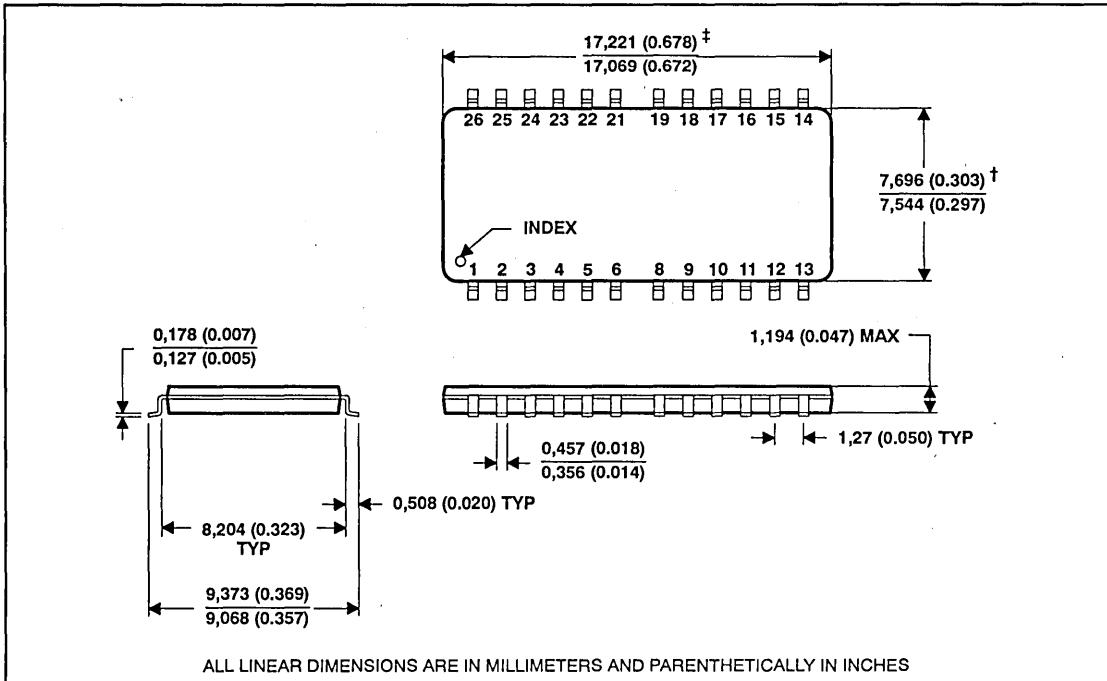 17,221 (0.678) ‡
17,069 (0.672)
26 25 24 23 22 21 19 18 17 16 15 14
7,696 (0.303) †
7,544 (0.297)
INDEX
1 2 3 4 5 6 8 9 10 11 12 13
0,178 (0.007)
0,127 (0.005)
1,194 (0.047) MAX
0,457 (0.018)
0,356 (0.014)
1,27 (0.050) TYP
0,508 (0.020) TYP
8,204 (0.323)
TYP
9,373 (0.369)
9,068 (0.357)
ALL LINEAR DIMENSIONS ARE IN MILLIMETERS AND PARENTHETICALLY IN INCHES